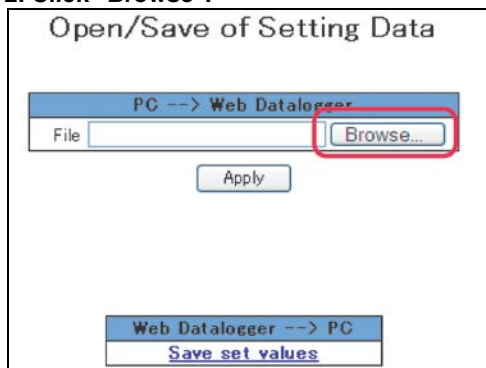 2. Click "Browse".
Open/Save of Setting Data
PC --> Web Datalogger
File Browse...
Apply
Web Datalogger --> PC
Save set values